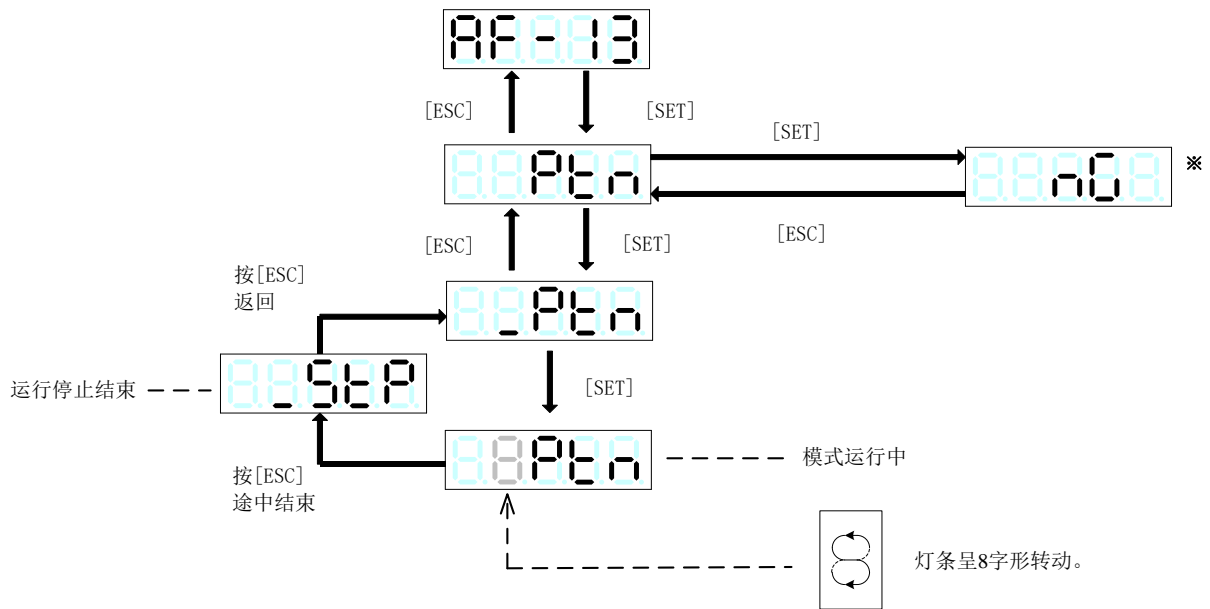 AF-13
[ESC]
[SET]
[SET]
Ptn
nG
※
[ESC]
[ESC]
[SET]
按[ESC]
返回
_Ptn
运行停止结束
_StP
[SET]
Ptn
模式运行中
按[ESC]
途中结束
灯条呈8字形转动。